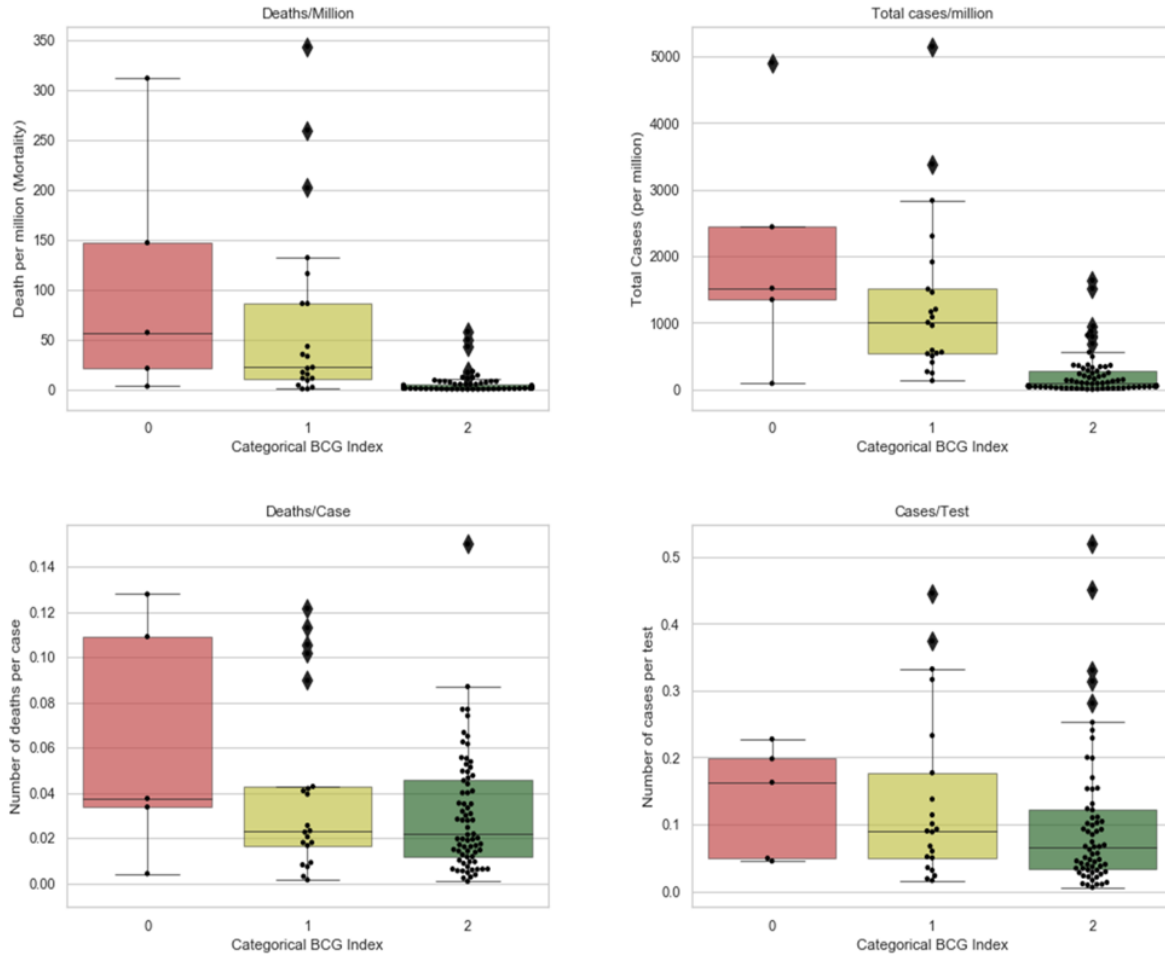 Deaths/Million
350
300
250
200
150
100
50
0
Death per million (Mortality)
0 1 2
Categorical BCG Index
Total cases/million
5000
4000
3000
2000
1000
0
Total Cases (per million)
0 1 2
Categorical BCG Index
Deaths/Case
0.14
0.12
0.10
0.08
0.06
0.04
0.02
0.00
Number of deaths per case
0 1 2
Categorical BCG Index
Cases/Test
0.5
0.4
0.3
0.2
0.1
0.0
Number of cases per test
0 1 2
Categorical BCG Index